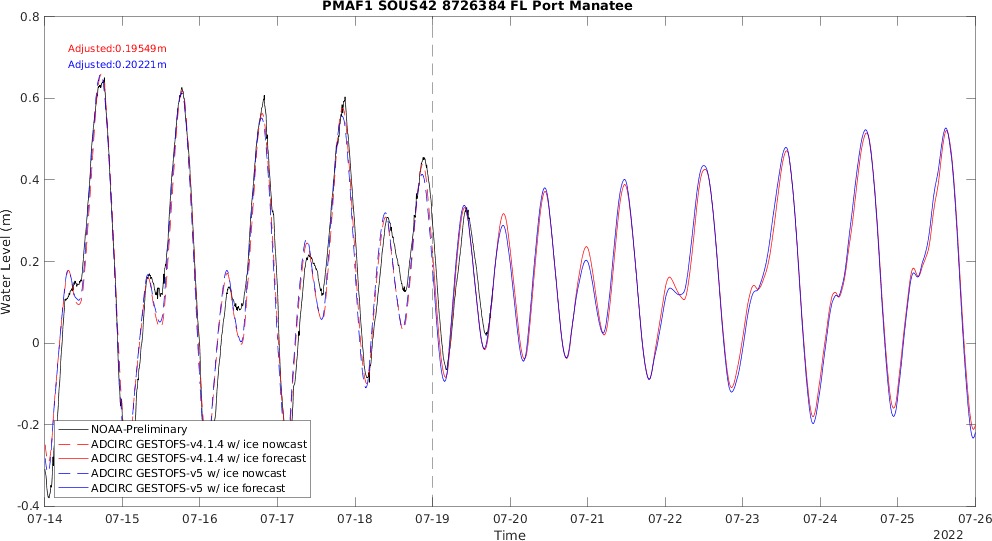 PMAF1 SOUS42 8726384 FL Port Manatee
Adjusted:0.19549m
Adjusted:0.20221m
Water Level (m)
0.8
0.6
0.4
0.2
0
-0.2
-0.4
NOAA-Preliminary
ADCIRC GESTOFS-v4.1.4 w/ ice nowcast
ADCIRC GESTOFS-v4.1.4 w/ ice forecast
ADCIRC GESTOFS-v5 w/ ice nowcast
ADCIRC GESTOFS-v5 w/ ice forecast
07-14 07-15 07-16 07-17 07-18 07-19 07-20 07-21 07-22 07-23 07-24 07-25 07-26
Time
2022